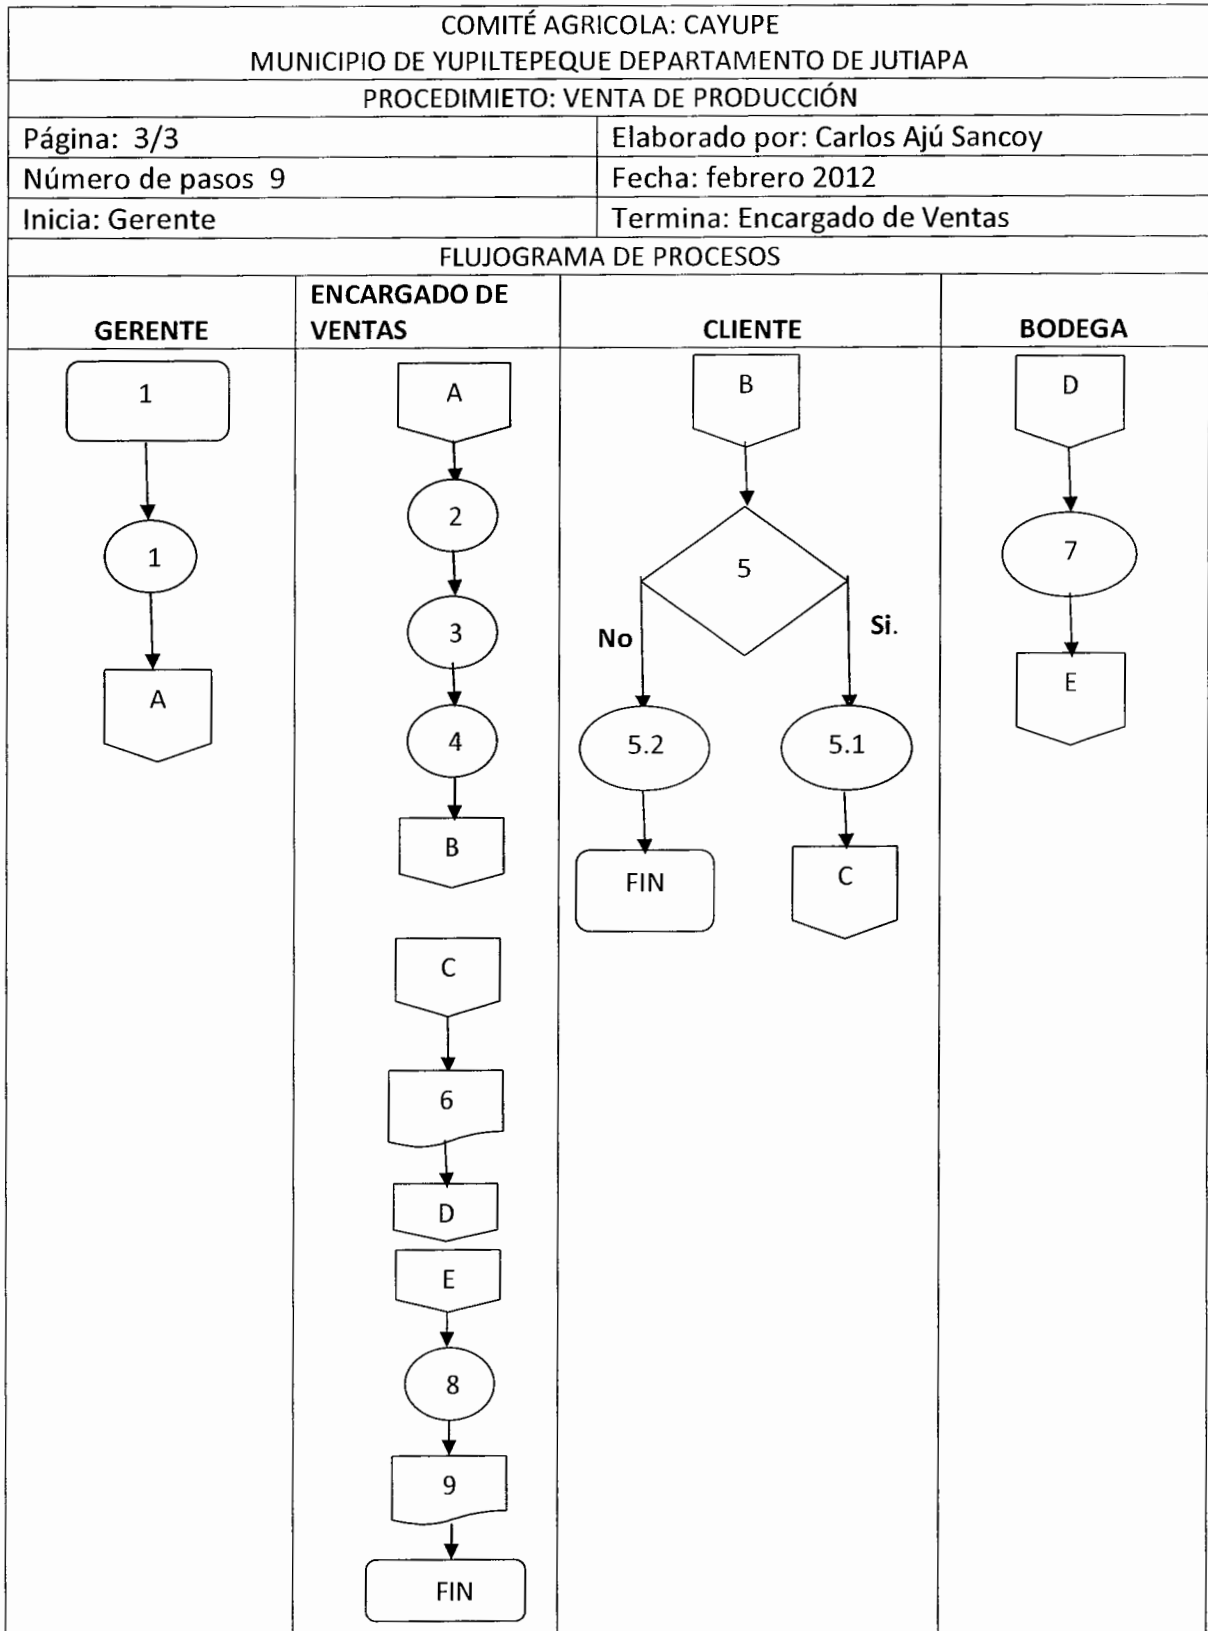 COMITÉ AGRICOLA: CAYUPE
MUNICIPIO DE YUPILTEPEQUE DEPARTAMENTO DE JUTIAPA
PROCEDIMIETO: VENTA DE PRODUCCIÓN
Página: 3/3
Elaborado por: Carlos Ajú Sancoy
Número de pasos 9
Fecha: febrero 2012
Inicia: Gerente
Termina: Encargado de Ventas
FLUJOGRAMA DE PROCESOS
GERENTE
ENCARGADO DE
VENTAS
CLIENTE
BODEGA
1
1
A
A
2
3
4
B
C
6
D
E
8
9
FIN
B
5
No
Si.
5.2
5.1
FIN
C
D
7
E